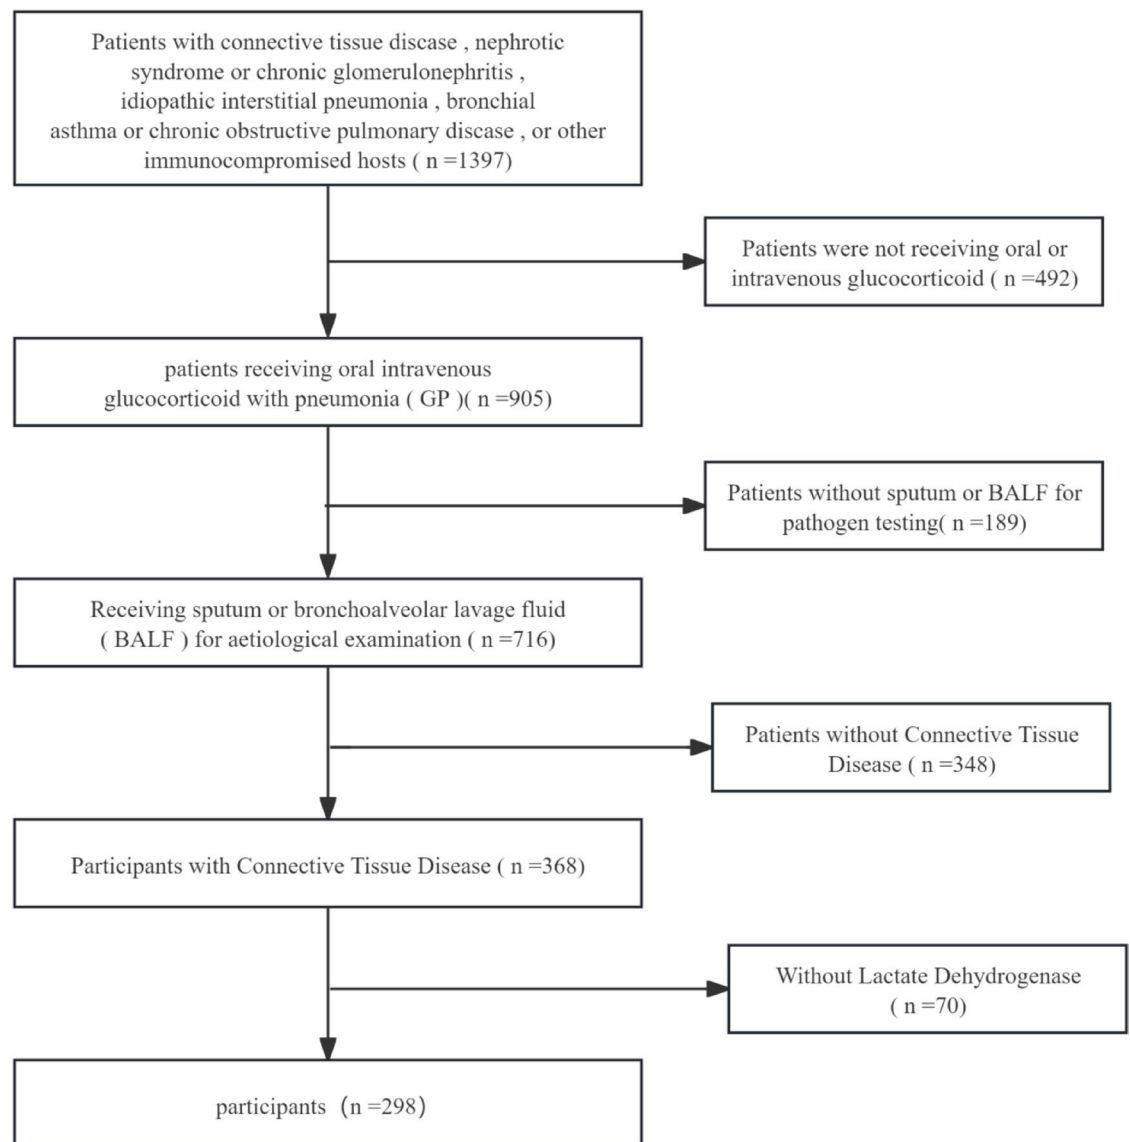 Patients with connective tissue disease , nephrotic
syndrome or chronic glomerulonephritis ,
idiopathic interstitial pneumonia , bronchial
asthma or chronic obstructive pulmonary disease , or other
immunocompromised hosts ( n =1397)
Patients were not receiving oral or
intravenous glucocorticoid ( n =492)
patients receiving oral intravenous
glucocorticoid with pneumonia ( GP )( n =905)
Patients without sputum or BALF for
pathogen testing( n =189)
Receiving sputum or bronchoalveolar lavage fluid
( BALF ) for aetiological examination ( n =716)
Patients without Connective Tissue
Disease ( n =348)
Participants with Connective Tissue Disease ( n =368)
Without Lactate Dehydrogenase
( n =70)
participants (n =298)